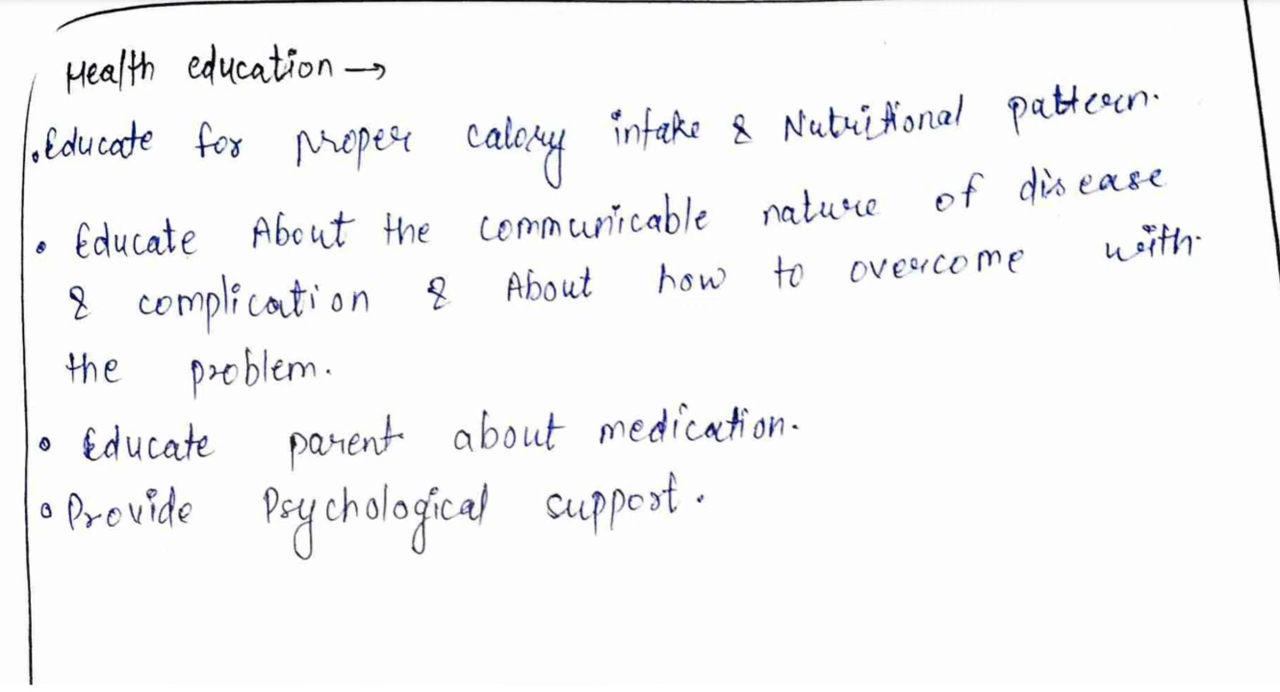 Health education →
• Educate for proper calory intake & Nutritional pattern.
• Educate About the communicable nature of disease
& complication & About how to overcome with
the problem.
• Educate parent about medication.
• Provide Psychological support.